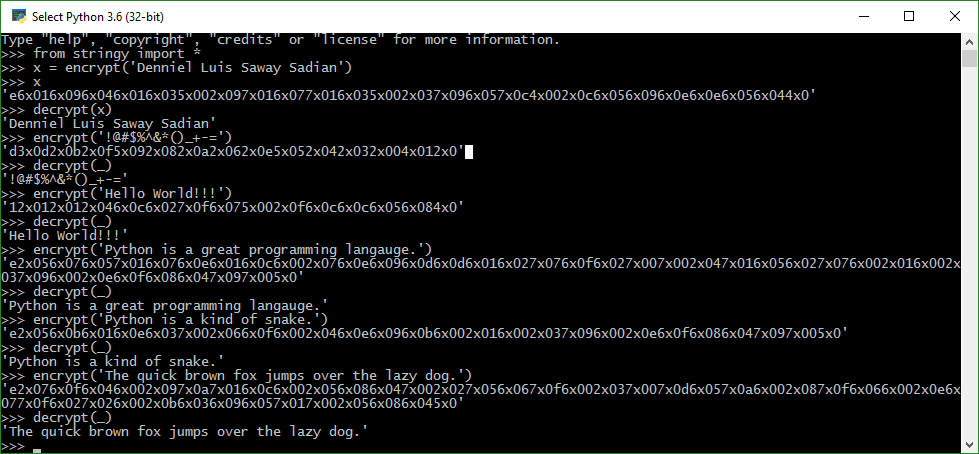 Select Python 3.6 (32-bit)
Type "help", "copyright", "credits" or "license" for more information.
>>> from stringy import *
>>> x = encrypt('Denniel Luis Saway Sadian')
>>> x
'e6x016x096x046x016x035x002x097x016x077x016x035x002x037x096x057x0c4x002x0c6x056x096x0e6x0e6x056x044x0'
>>> decrypt(x)
'Denniel Luis Saway Sadian'
>>> encrypt('!@#$%^&*()_+-=')
'd3x0d2x0b2x0f5x092x082x0a2x062x0e5x052x042x032x004x012x0'
>>> decrypt(_)
'!@#$%^&*()_+-='
>>> encrypt('Hello World!!!')
'12x012x012x046x0c6x027x0f6x075x002x0f6x0c6x0c6x056x084x0'
>>> decrypt(_)
'Hello World!!!'
>>> encrypt('Python is a great programming langauge.')
'e2x056x076x057x016x076x0e6x016x0c6x002x076x0e6x096x0d6x0d6x016x027x076x0f6x027x007x002x047x016x056x027x076x002x016x002x
037x096x002x0e6x0f6x086x047x097x005x0'
>>> decrypt(_)
'Python is a great programming langauge.'
>>> encrypt('Python is a kind of snake.')
'e2x056x0b6x016x0e6x037x002x066x0f6x002x046x0e6x096x0b6x002x016x002x037x096x002x0e6x0f6x086x047x097x005x0'
>>> decrypt(_)
'Python is a kind of snake.'
>>> encrypt('The quick brown fox jumps over the lazy dog.')
'e2x076x0f6x046x002x097x0a7x016x0c6x002x056x086x047x002x027x056x067x0f6x002x037x007x0d6x057x0a6x002x087x0f6x066x002x0e6x
077x0f6x027x026x002x0b6x036x096x057x017x002x056x086x045x0'
>>> decrypt(_)
'The quick brown fox jumps over the lazy dog.'
>>>